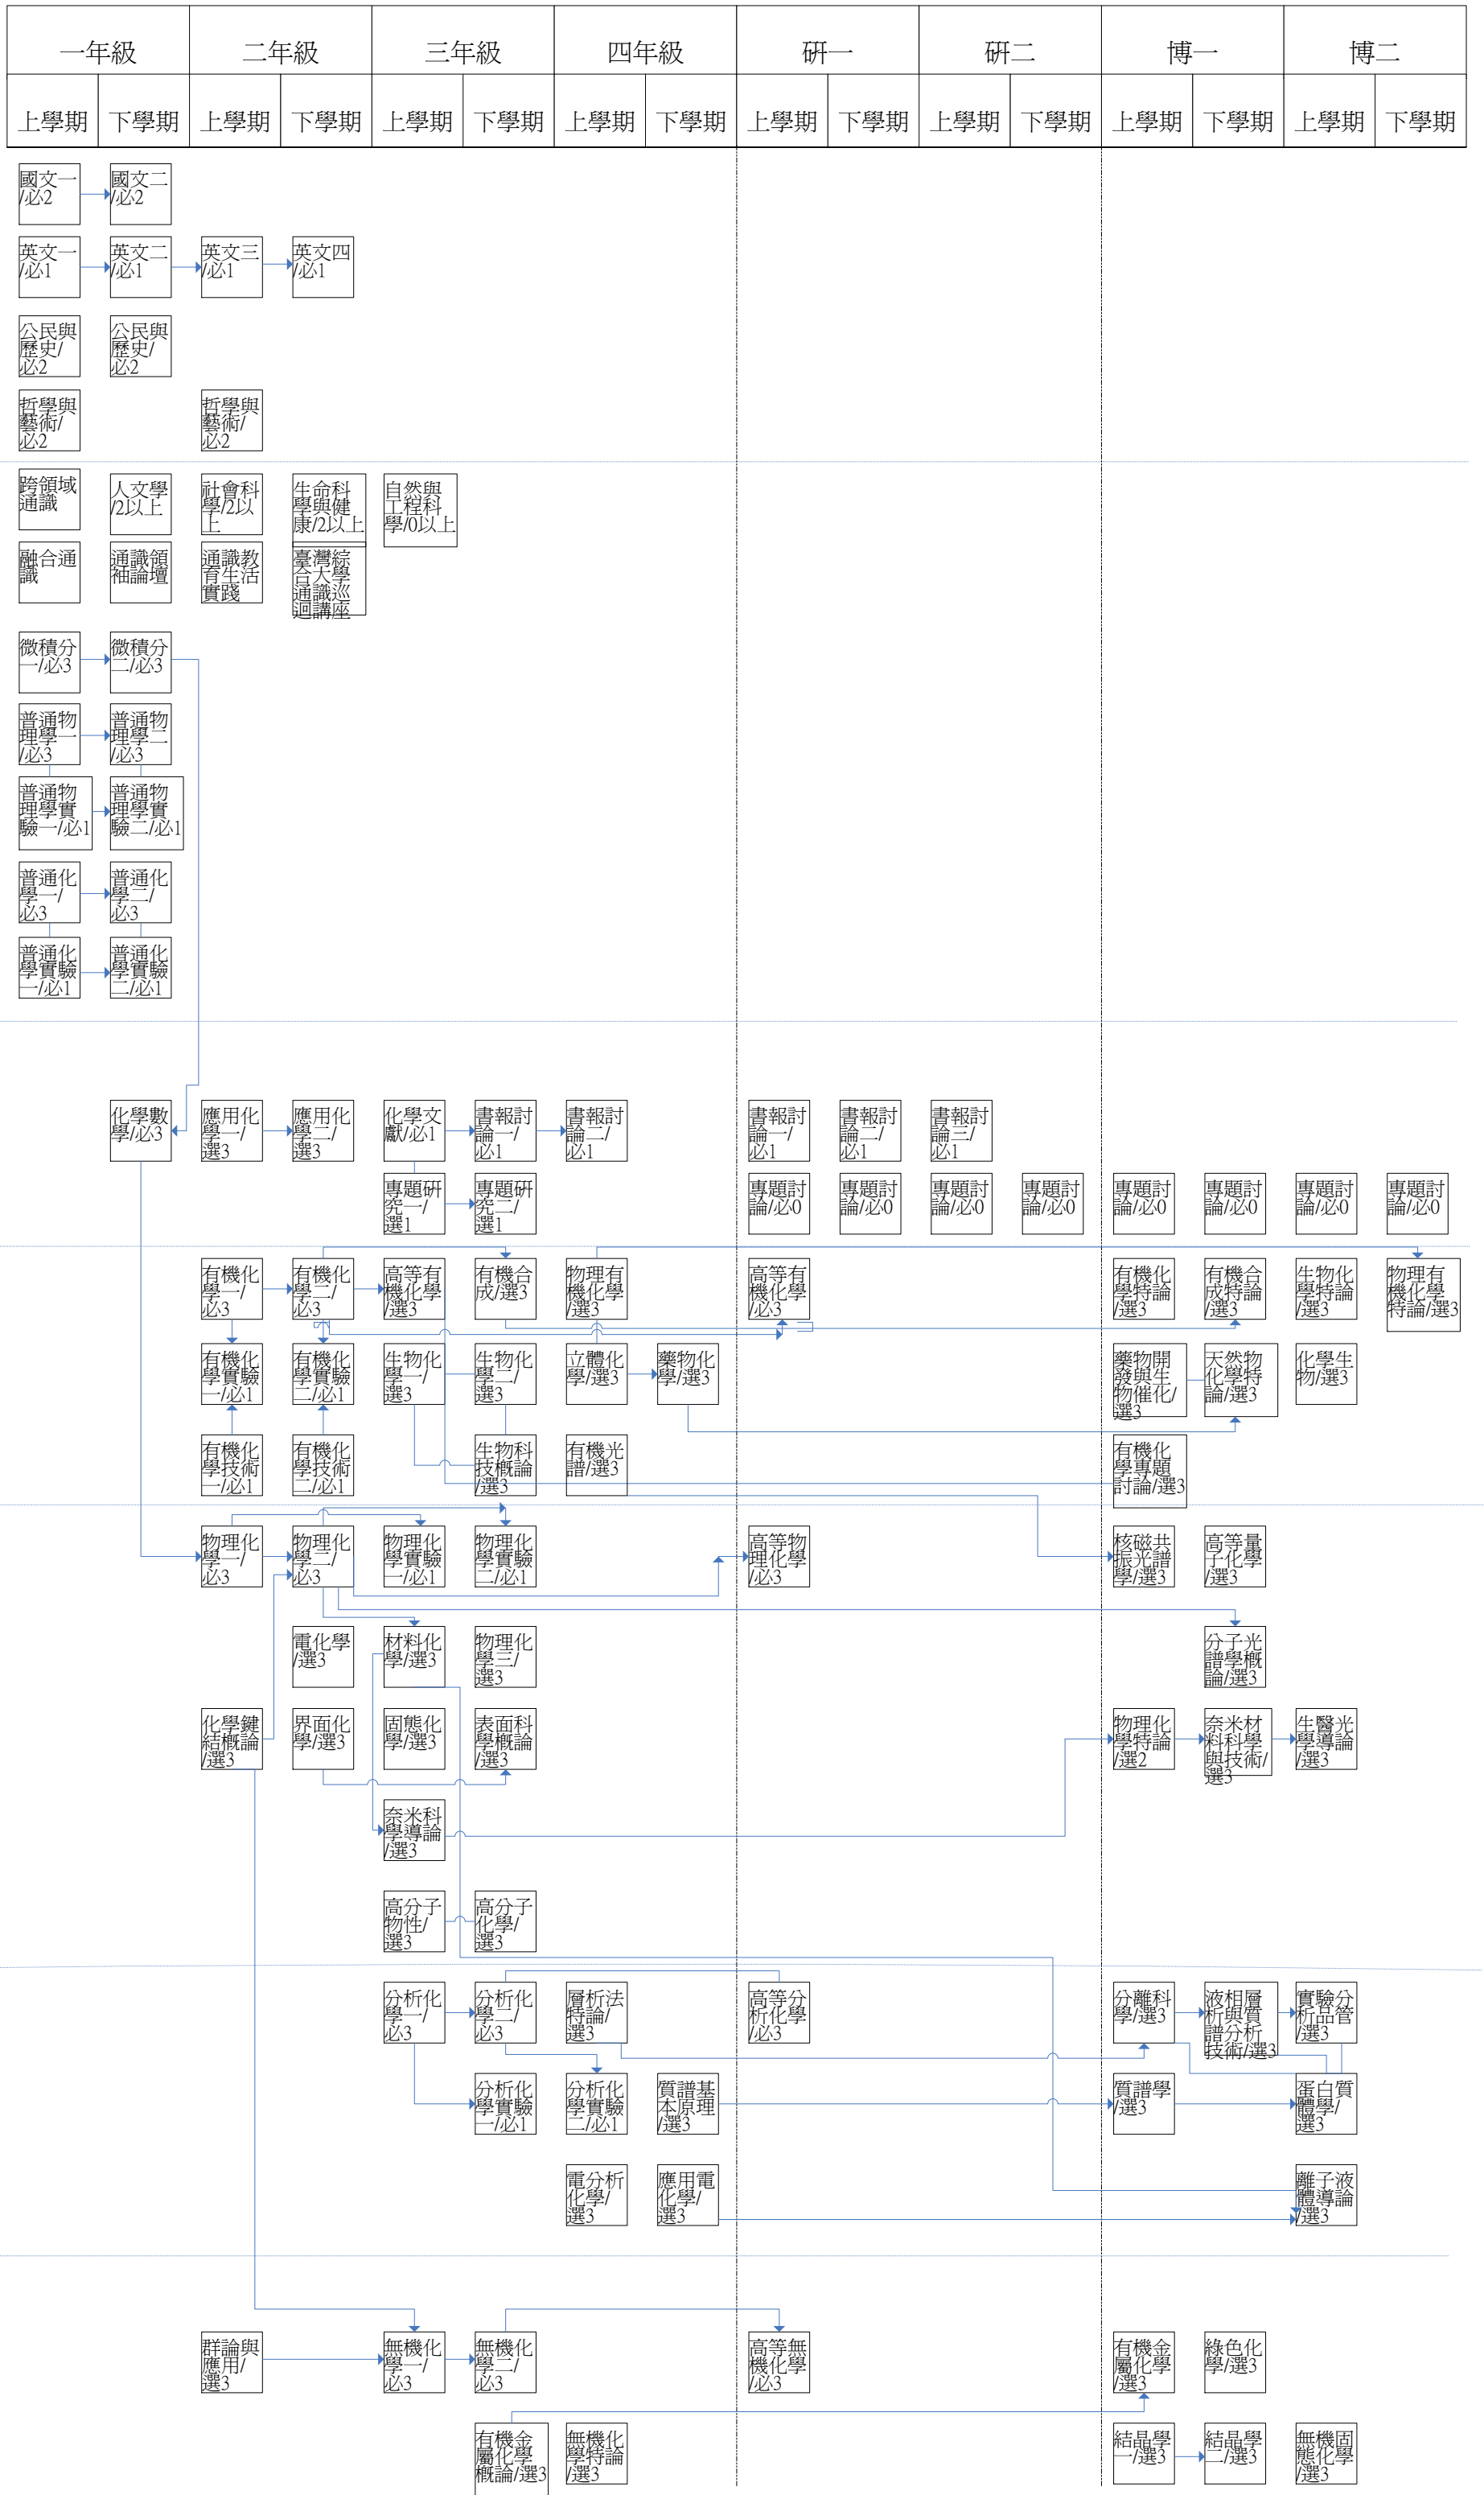 一年級
二年級
三年級
四年級
研一
研二
博一
博二
上學期
下學期
上學期
下學期
上學期
下學期
上學期
下學期
上學期
下學期
上學期
下學期
上學期
下學期
上學期
下學期
國文一
/必2
國文二
/必2
英文一
/必1
英文二
/必1
英文三
/必1
英文四
/必1
公民與
歷史/
必2
公民與
歷史/
必2
哲學與
藝術/
必2
哲學與
藝術/
必2
跨領域
通識
人文學
/2以上
社會科
學/2以
上
生命科
學與健
康/2以上
自然與
工程科
學/0以上
融合通
識
通識領
袖論壇
通識教
育生活
實踐
臺灣綜
合大學
通識巡
迴講座
微積分
一/必3
微積分
二/必3
普通物
理學一
/必3
普通物
理學二
/必3
普通物
理學實
驗一/必1
普通物
理學實
驗二/必1
普通化
學一/
必3
普通化
學二/
必3
普通化
學實驗
一/必1
普通化
學實驗
二/必1
化學數
學/必3
應用化
學一/
選3
應用化
學二/
選3
化學文
獻/必1
書報討
論一/
必1
書報討
論二/
必1
書報討
論一/
必1
書報討
論二/
必1
書報討
論三/
必1
專題研
究一/
選1
專題研
究二/
選1
專題討
論/必0
專題討
論/必0
專題討
論/必0
專題討
論/必0
專題討
論/必0
專題討
論/必0
專題討
論/必0
專題討
論/必0
有機化
學一/
必3
有機化
學二/
必3
高等有
機化學
/選3
有機合
成/選3
物理有
機化學
/選3
高等有
機化學
/必3
有機化
學特論
/選3
有機合
成特論
/選3
生物化
學特論
/選3
物理有
機化學
特論/選3
有機化
學實驗
一/必1
有機化
學實驗
二/必1
生物化
學一/
選3
生物化
學二/
選3
立體化
學/選3
藥物化
學/選3
藥物開
發與生
物催化/
選3
天然物
化學特
論/選3
化學生
物/選3
有機化
學技術
一/必1
有機化
學技術
二/必1
生物科
技概論
/選3
有機光
譜/選3
有機化
學專題
討論/選3
物理化
學一/
必3
物理化
學二/
必3
物理化
學實驗
一/必1
物理化
學實驗
二/必1
高等物
理化學
/必3
核磁共
振光譜
學/選3
高等量
子化學
/選3
電化學
/選3
材料化
學/選3
物理化
學三/
選3
分子光
譜學概
論/選3
化學鍵
結概論
/選3
界面化
學/選3
固態化
學/選3
表面科
學概論
/選3
物理化
學特論
/選2
奈米材
料科學
與技術/
選3
生醫光
學導論
/選3
奈米科
學導論
/選3
高分子
物性/
選3
高分子
化學/
選3
分析化
學一/
必3
分析化
學二/
必3
層析法
特論/
選3
高等分
析化學
/必3
分離科
學/選3
液相層
析與質
譜分析
技術/選3
實驗分
析品管
/選3
分析化
學實驗
一/必1
分析化
學實驗
二/必1
質譜基
本原理
/選3
質譜學
/選3
蛋白質
體學/
選3
電分析
化學/
選3
應用電
化學/
選3
離子液
體導論
/選3
群論與
應用/
選3
無機化
學一/
必3
無機化
學二/
必3
高等無
機化學
/必3
有機金
屬化學
/選3
綠色化
學/選3
有機金
屬化學
概論/選3
無機化
學特論
/選3
結晶學
一/選3
結晶學
二/選3
無機固
態化學
/選3